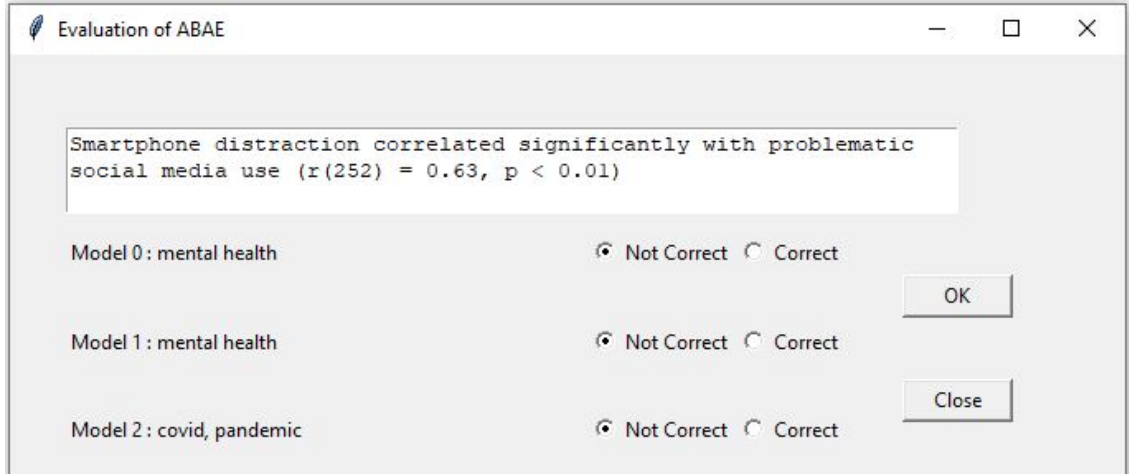 Evaluation of ABAE
Smartphone distraction correlated significantly with problematic
social media use (r(252) = 0.63, p < 0.01)
Model 0 : mental health
Not Correct
Correct
OK
Model 1 : mental health
Not Correct
Correct
Close
Model 2 : covid, pandemic
Not Correct
Correct